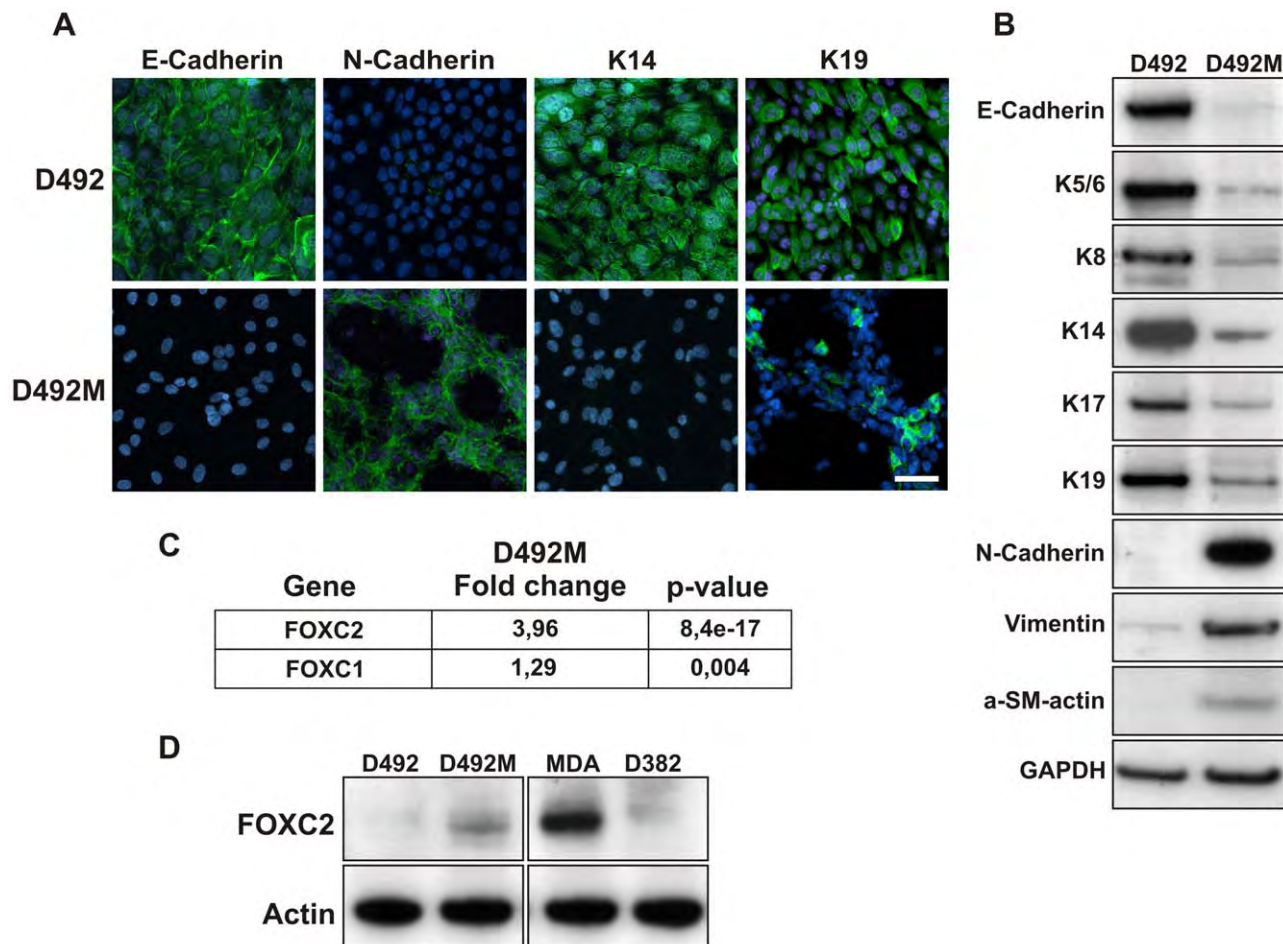 A
E-Cadherin N-Cadherin K14 K19
D492
D492M
B
D492 D492M
E-Cadherin
K5/6
K8
K14
K17
K19
N-Cadherin
Vimentin
a-SM-actin
GAPDH
C
D492M
Gene Fold change p-value
FOXC2 3,96 8,4e-17
FOXC1 1,29 0,004
D
D492 D492M MDA D382
FOXC2
Actin